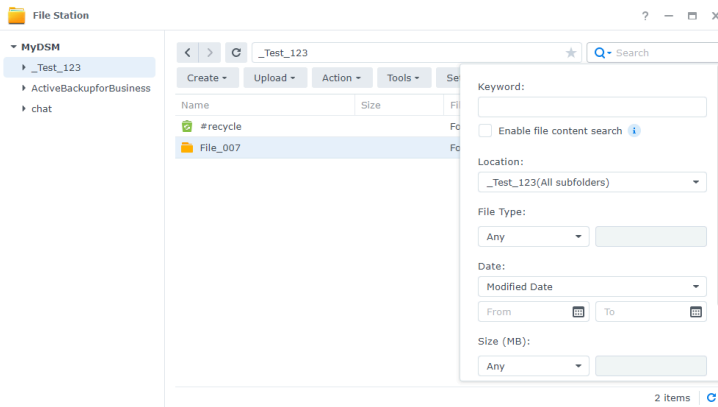 File Station
MyDSM
_Test_123
ActiveBackupforBusiness
chat
_Test_123
Search
Create
Upload
Action
Tools
Name
Size
#recycle
File_007
Keyword:
Enable file content search
Location:
_Test_123(All subfolders)
File Type:
Any
Date:
Modified Date
From
To
Size (MB):
Any
2 items